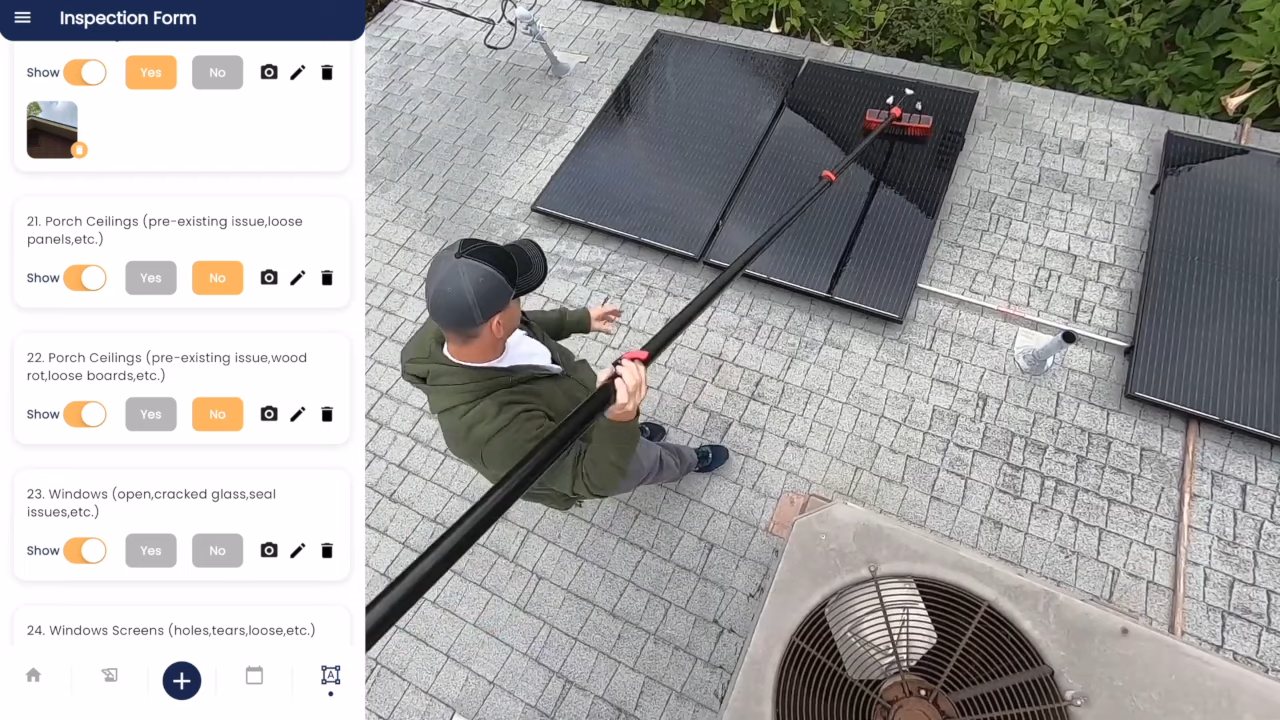 Inspection Form
Show Yes No
21. Porch Ceilings (pre-existing issue,loose
panels,etc.)
Show Yes No
22. Porch Ceilings (pre-existing issue,wood
rot,loose boards,etc.)
Show Yes No
23. Windows (open,cracked glass,seal
issues,etc.)
Show Yes No
24. Windows Screens (holes,tears,loose,etc.)
A